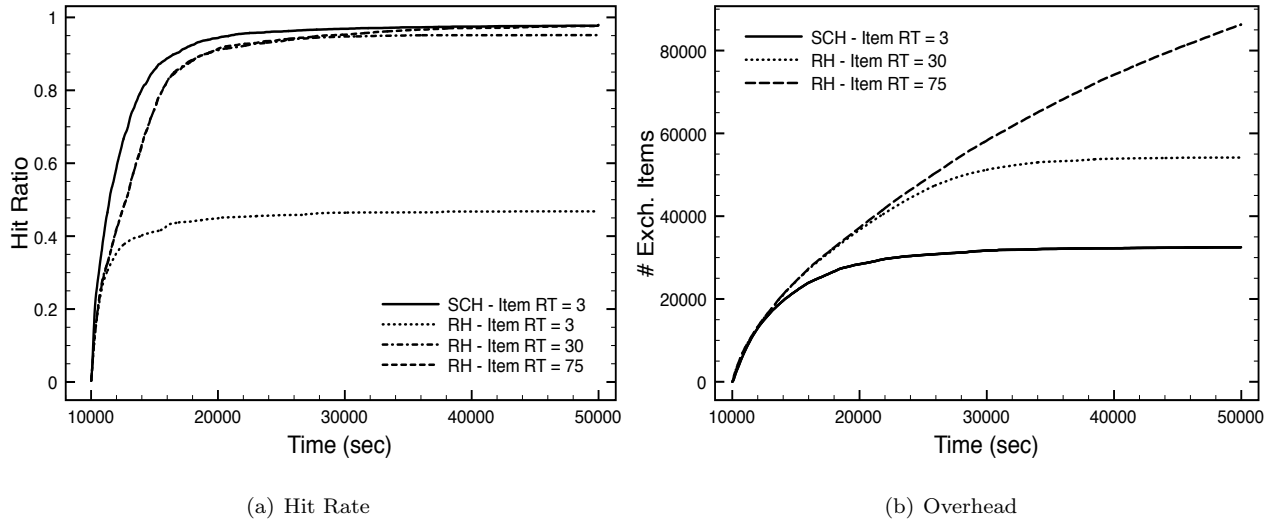 1
0.8
0.6
0.4
0.2
0
Hit Ratio
10000 20000 30000 40000 50000
Time (sec)
SCH - Item RT = 3
RH - Item RT = 3
RH - Item RT = 30
RH - Item RT = 75
(a) Hit Rate
80000
60000
40000
20000
0
# Exch. Items
10000 20000 30000 40000 50000
Time (sec)
SCH - Item RT = 3
RH - Item RT = 30
RH - Item RT = 75
(b) Overhead